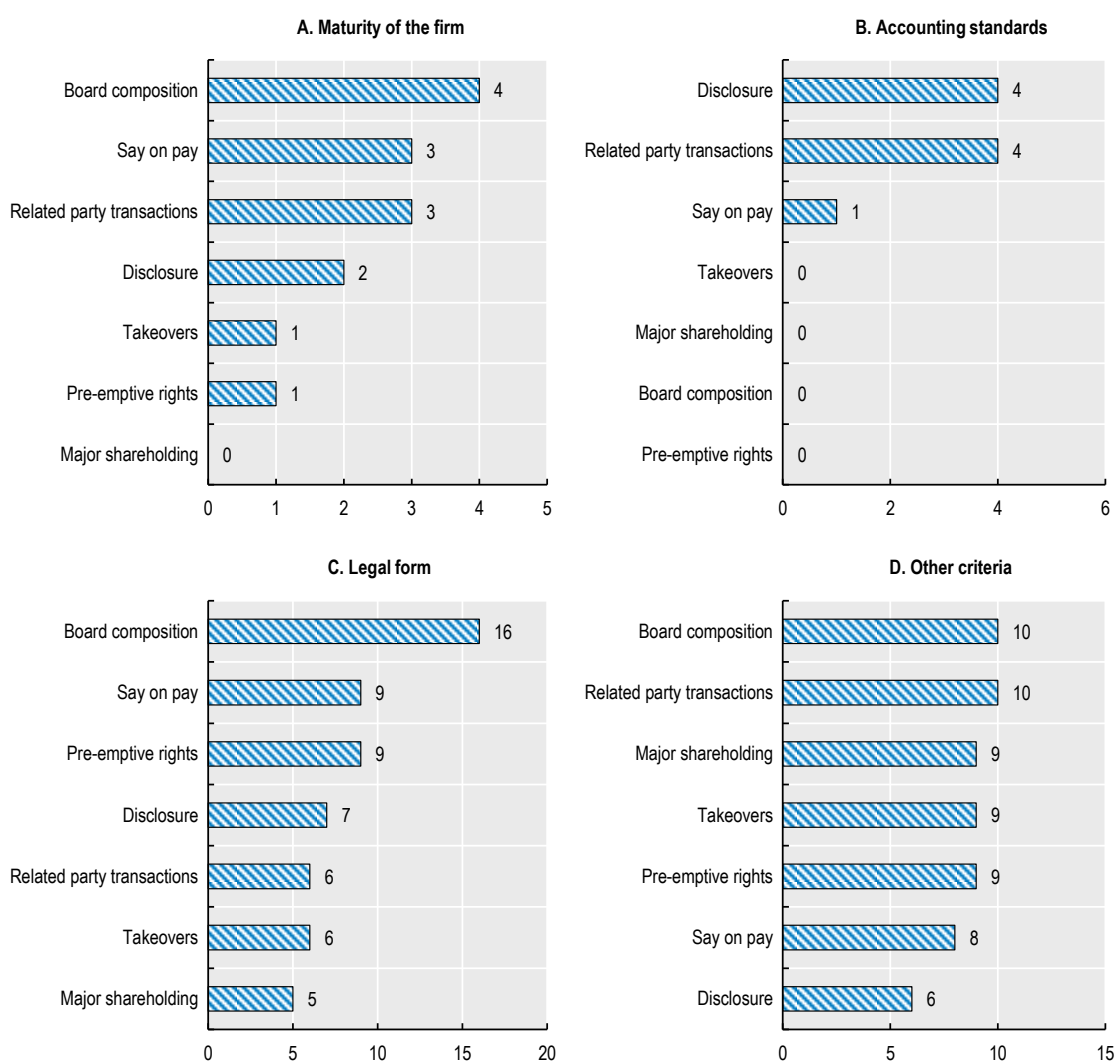 A. Maturity of the firm
Board composition 4
Say on pay 3
Related party transactions 3
Disclosure 2
Takeovers 1
Pre-emptive rights 1
Major shareholding 0
0 1 2 3 4 5
B. Accounting standards
Disclosure 4
Related party transactions 4
Say on pay 1
Takeovers 0
Major shareholding 0
Board composition 0
Pre-emptive rights 0
0 2 4 6
C. Legal form
Board composition 16
Say on pay 9
Pre-emptive rights 9
Disclosure 7
Related party transactions 6
Takeovers 6
Major shareholding 5
0 5 10 15 20
D. Other criteria
Board composition 10
Related party transactions 10
Major shareholding 9
Takeovers 9
Pre-emptive rights 9
Say on pay 8
Disclosure 6
0 5 10 15